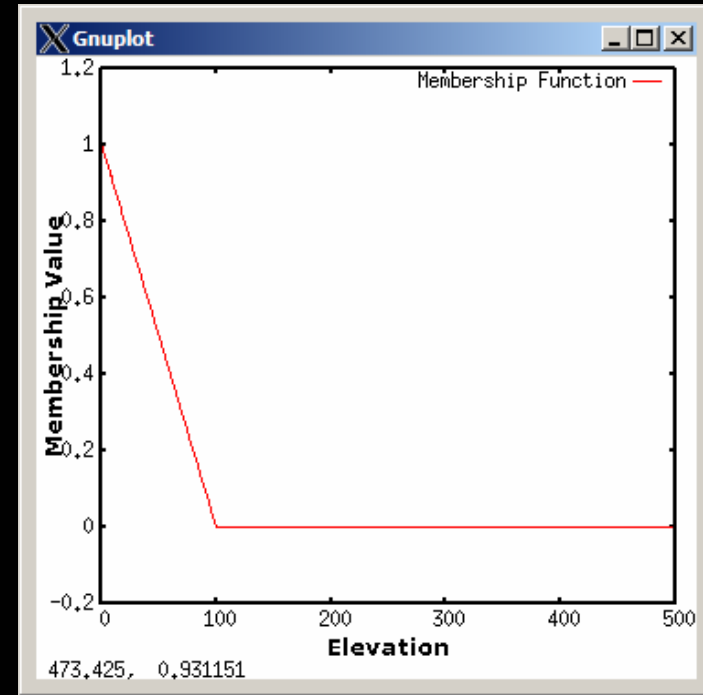 Gnuplot
Membership Function
1.2
1
0.8
0.6
0.4
0.2
0
-0.2
Membership Value
0 100 200 300 400 500
Elevation
473.425, 0.931151